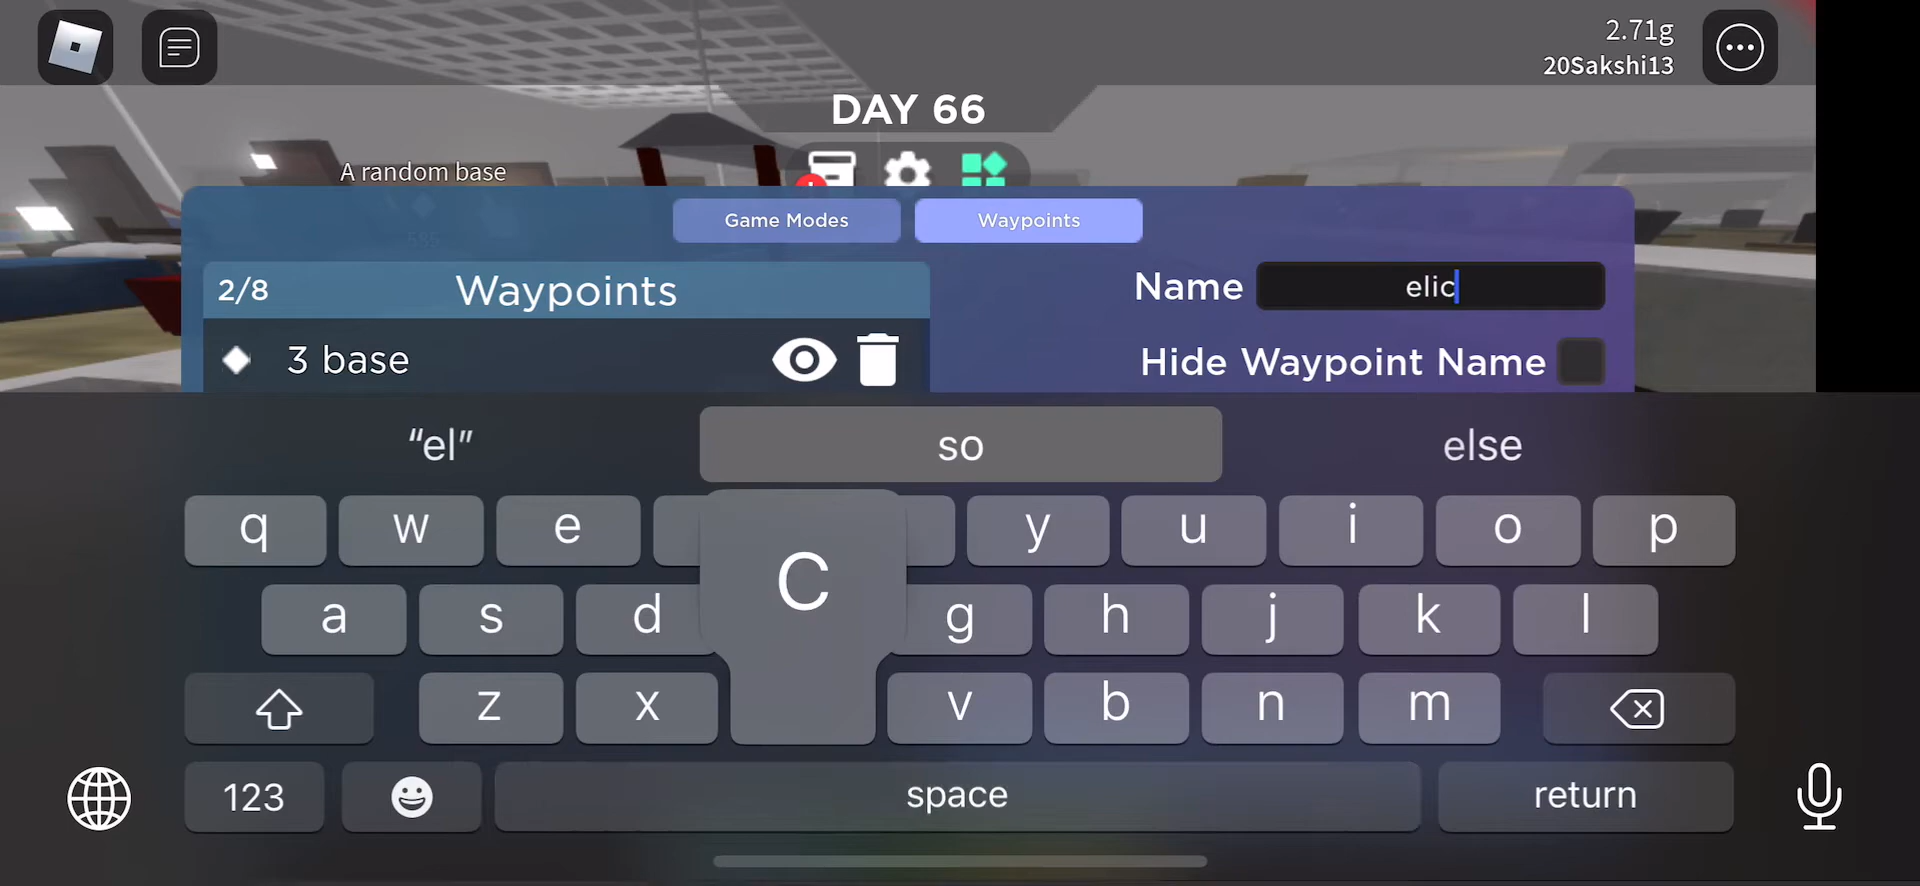 2.71g
20Sakshi13
DAY 66
A random base
585
Game Modes
Waypoints
2/8
Waypoints
Name
elic
3 base
Hide Waypoint Name
“el”
so
else
q w e y u i o p
C
a s d g h j k l
z x v b n m
123
space
return